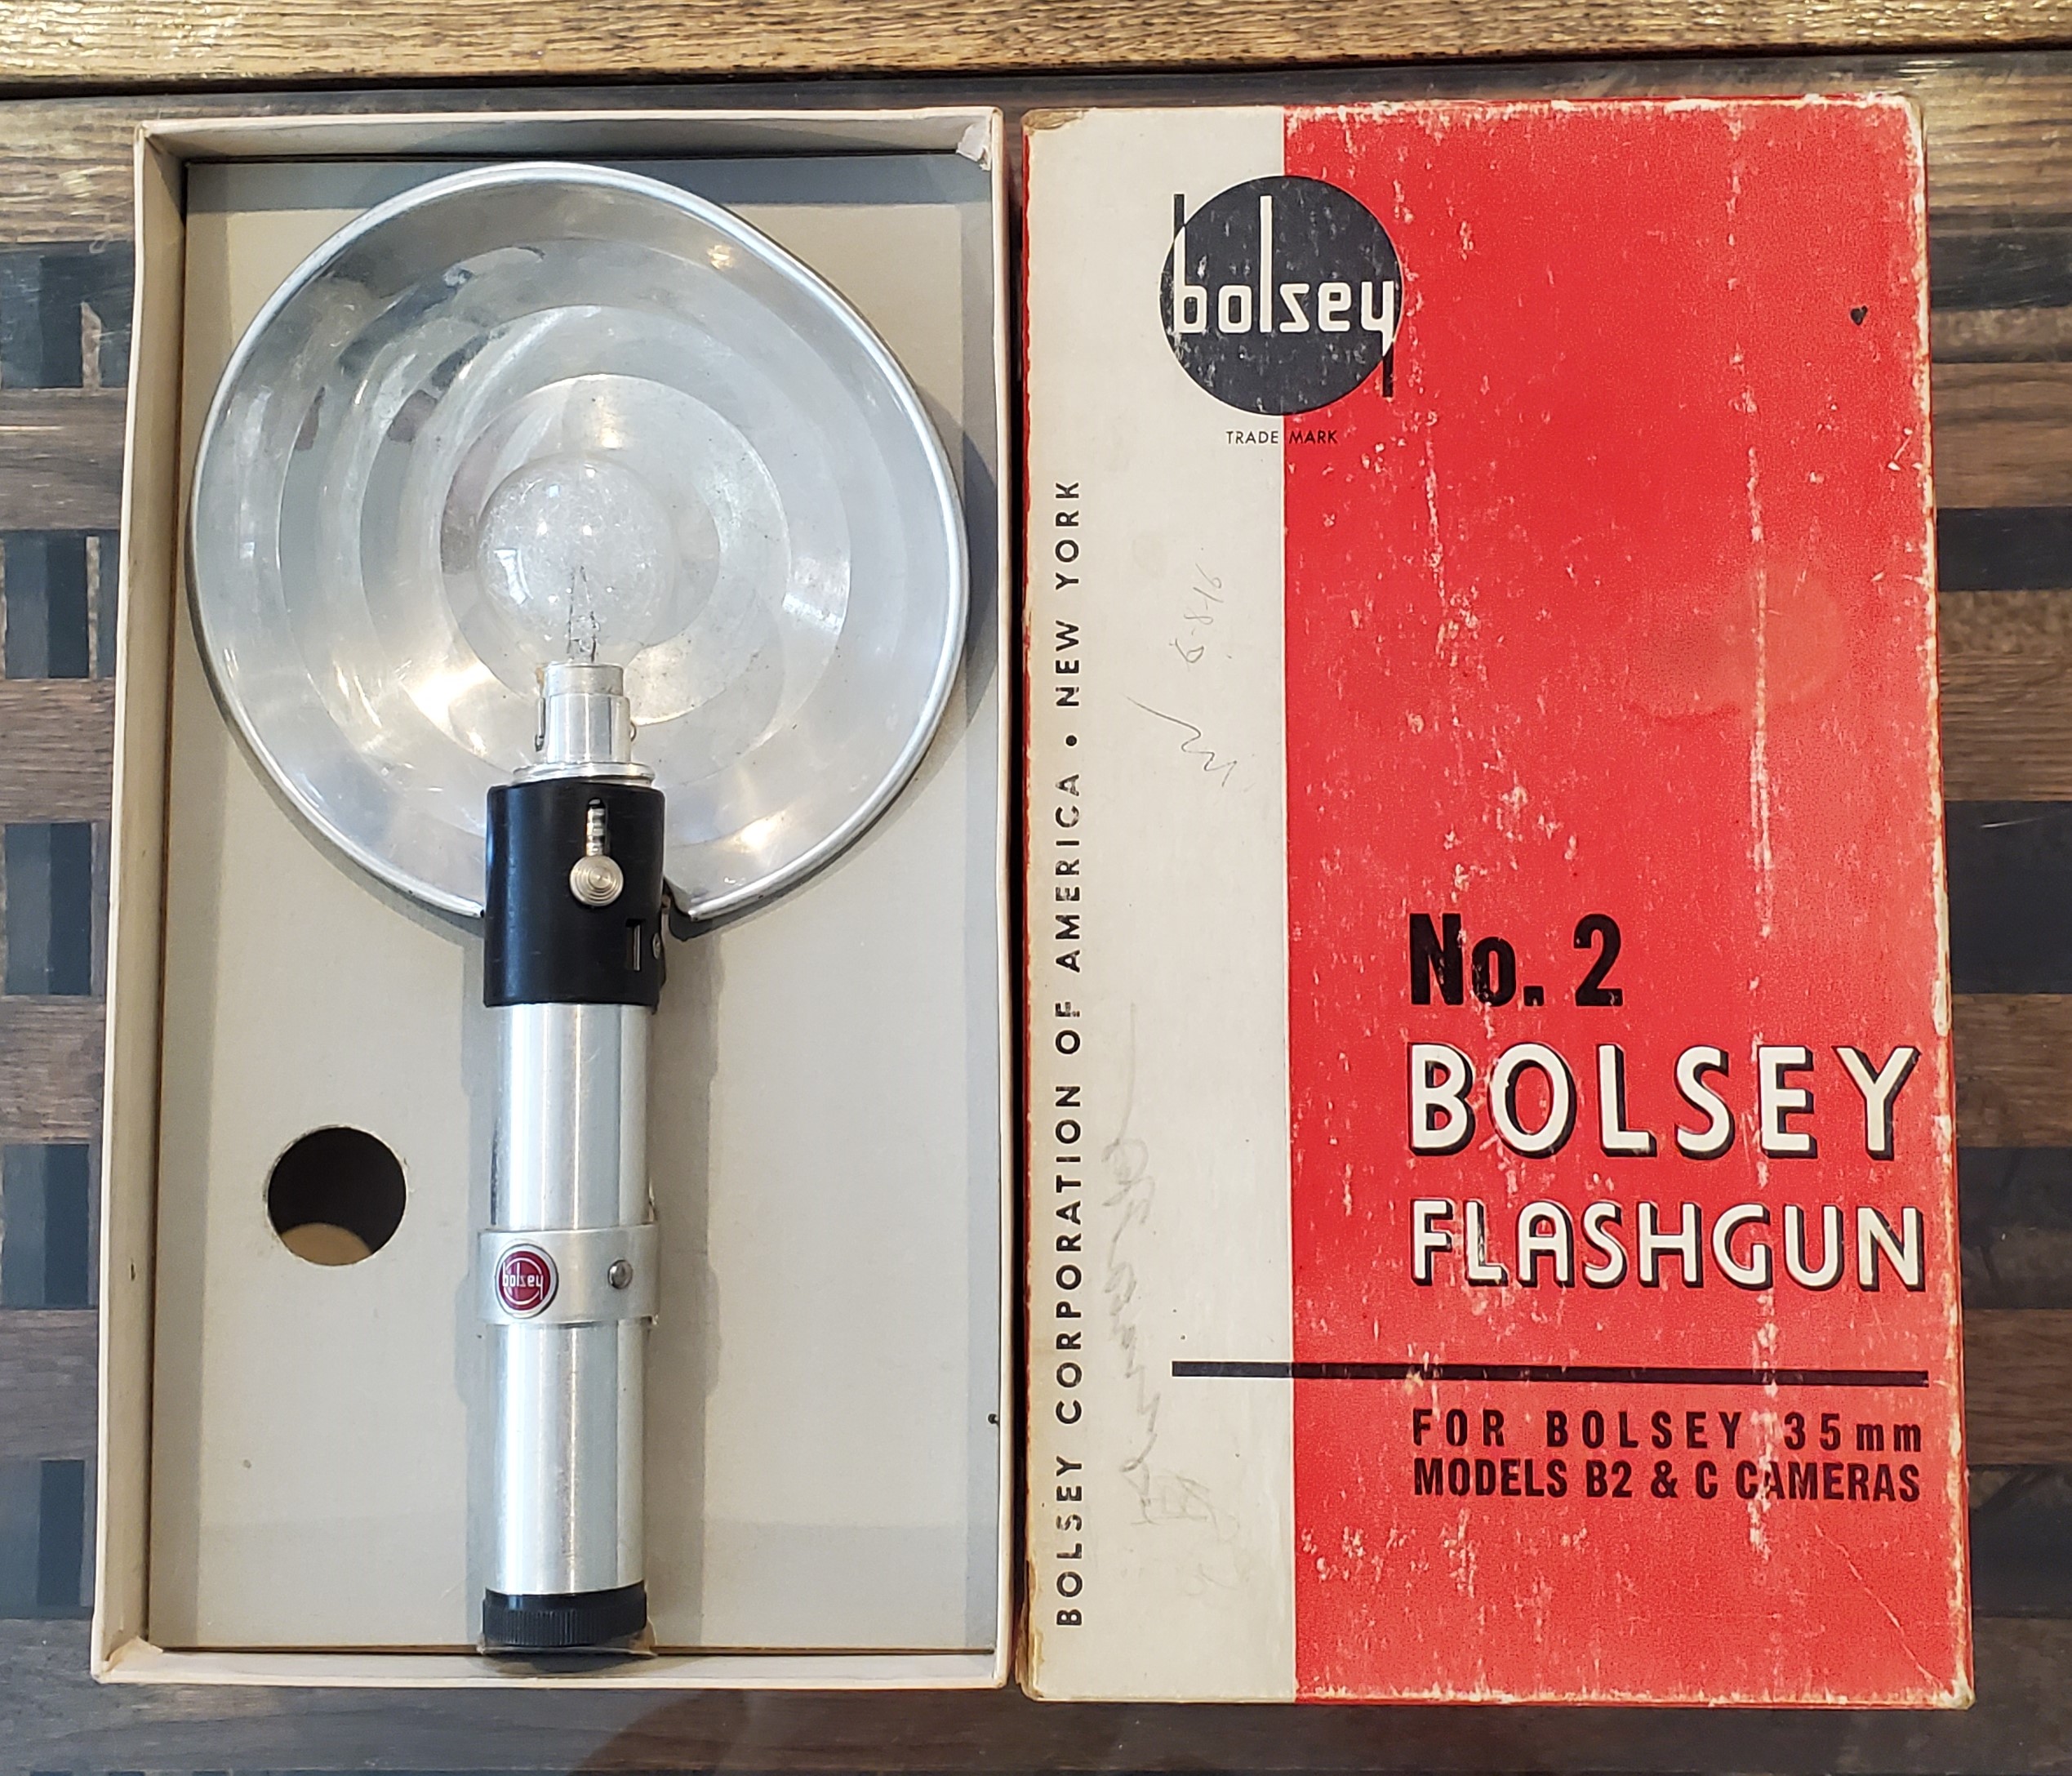 bolsey
TRADE MARK
BOLSEY CORPORATION OF AMERICA • NEW YORK
No. 2
BOLSEY
FLASHGUN
FOR BOLSEY 35mm
MODELS B2 & C CAMERAS
bolsey